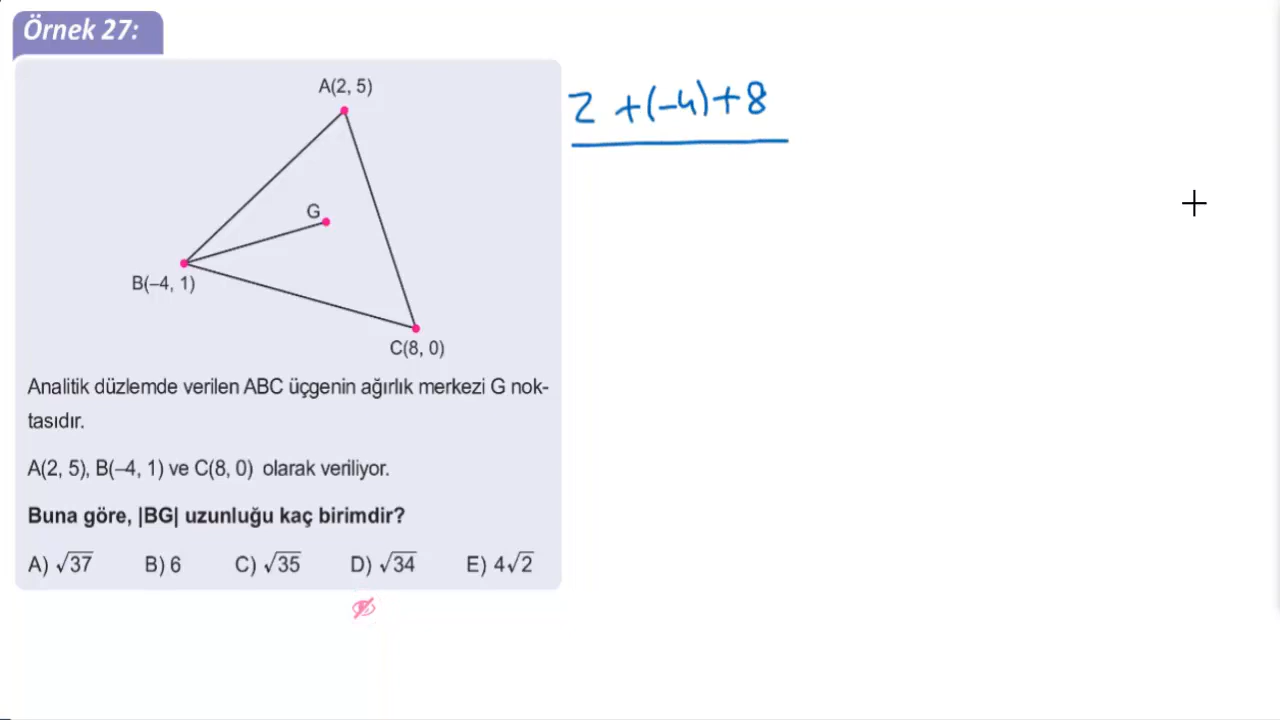 Örnek 27:
A(2, 5)
2 +(-4)+8
G
B(–4, 1)
C(8, 0)
Analitik düzlemde verilen ABC üçgenin ağırlık merkezi G nok-
tasıdır.
A(2, 5), B(–4, 1) ve C(8, 0) olarak veriliyor.
Buna göre, |BG| uzunluğu kaç birimdir?
A) √37 B) 6 C) √35 D) √34 E) 4√2